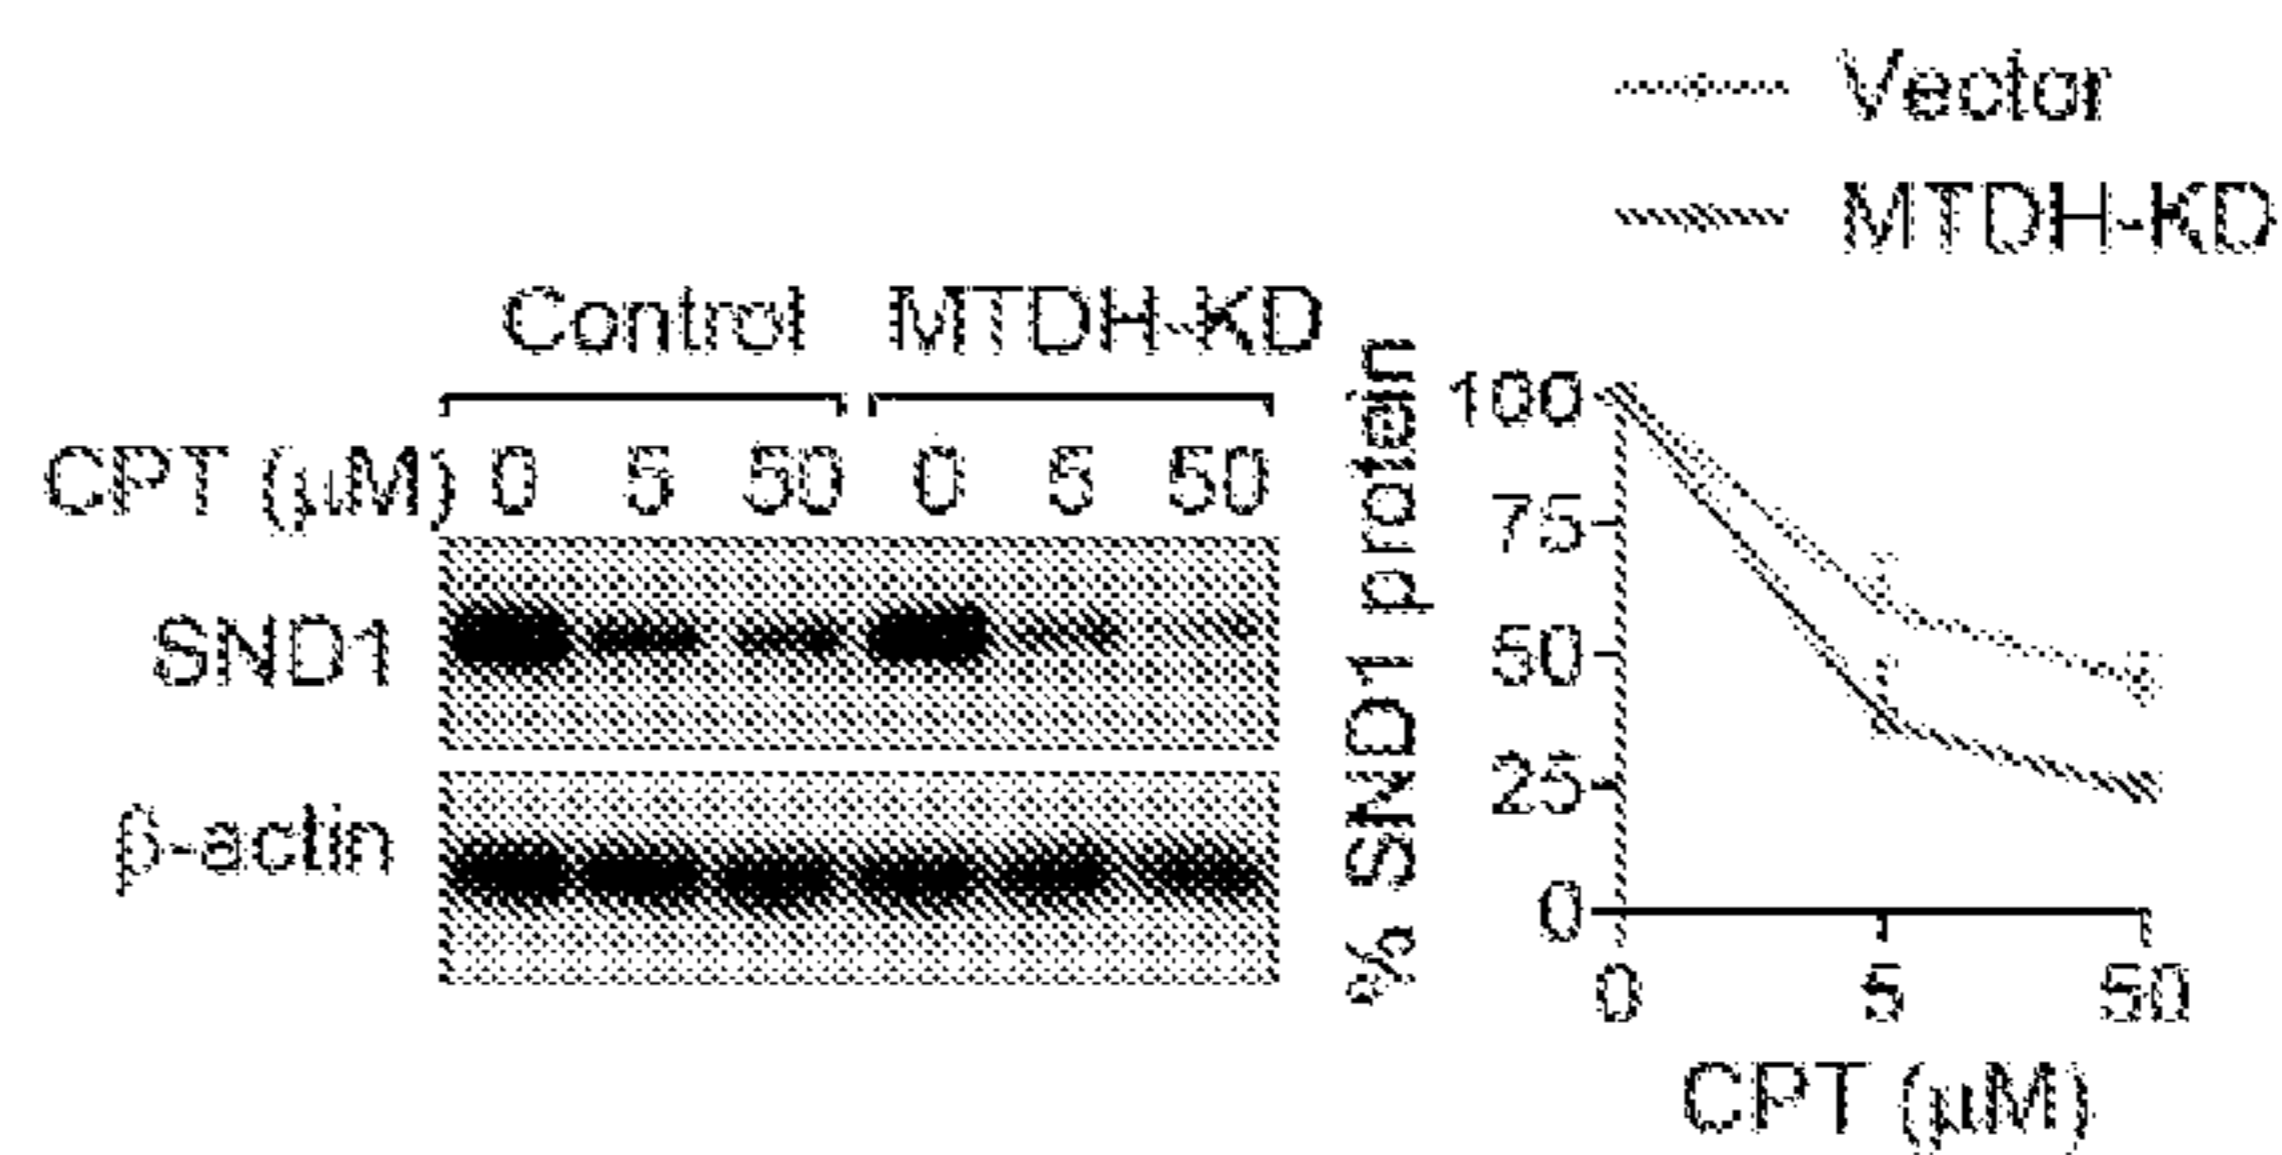 Vector
MTDH-KD
Control MTDH-KD
CPT (μM) 0 5 50 0 5 50
SND1
β-actin
% SND1 protein
100
75
50
25
0
0 5 50
CPT (μM)